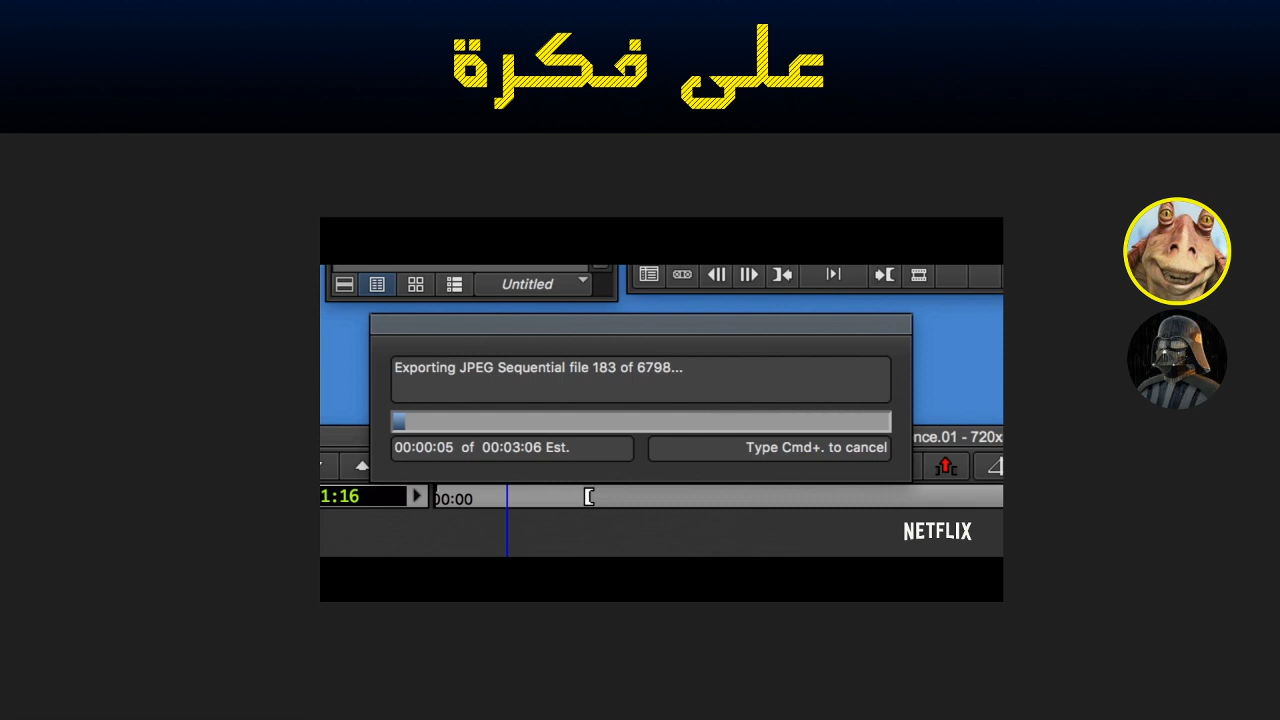 على فكرة
Untitled
Exporting JPEG Sequential file 183 of 6798...
00:00:05 of 00:03:06 Est.
Type Cmd+. to cancel
nce.01 - 720x
1:16
00:00
NETFLIX